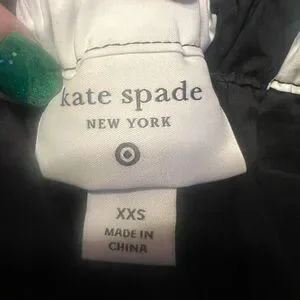 kate spade
NEW YORK
XXS
MADE IN
CHINA